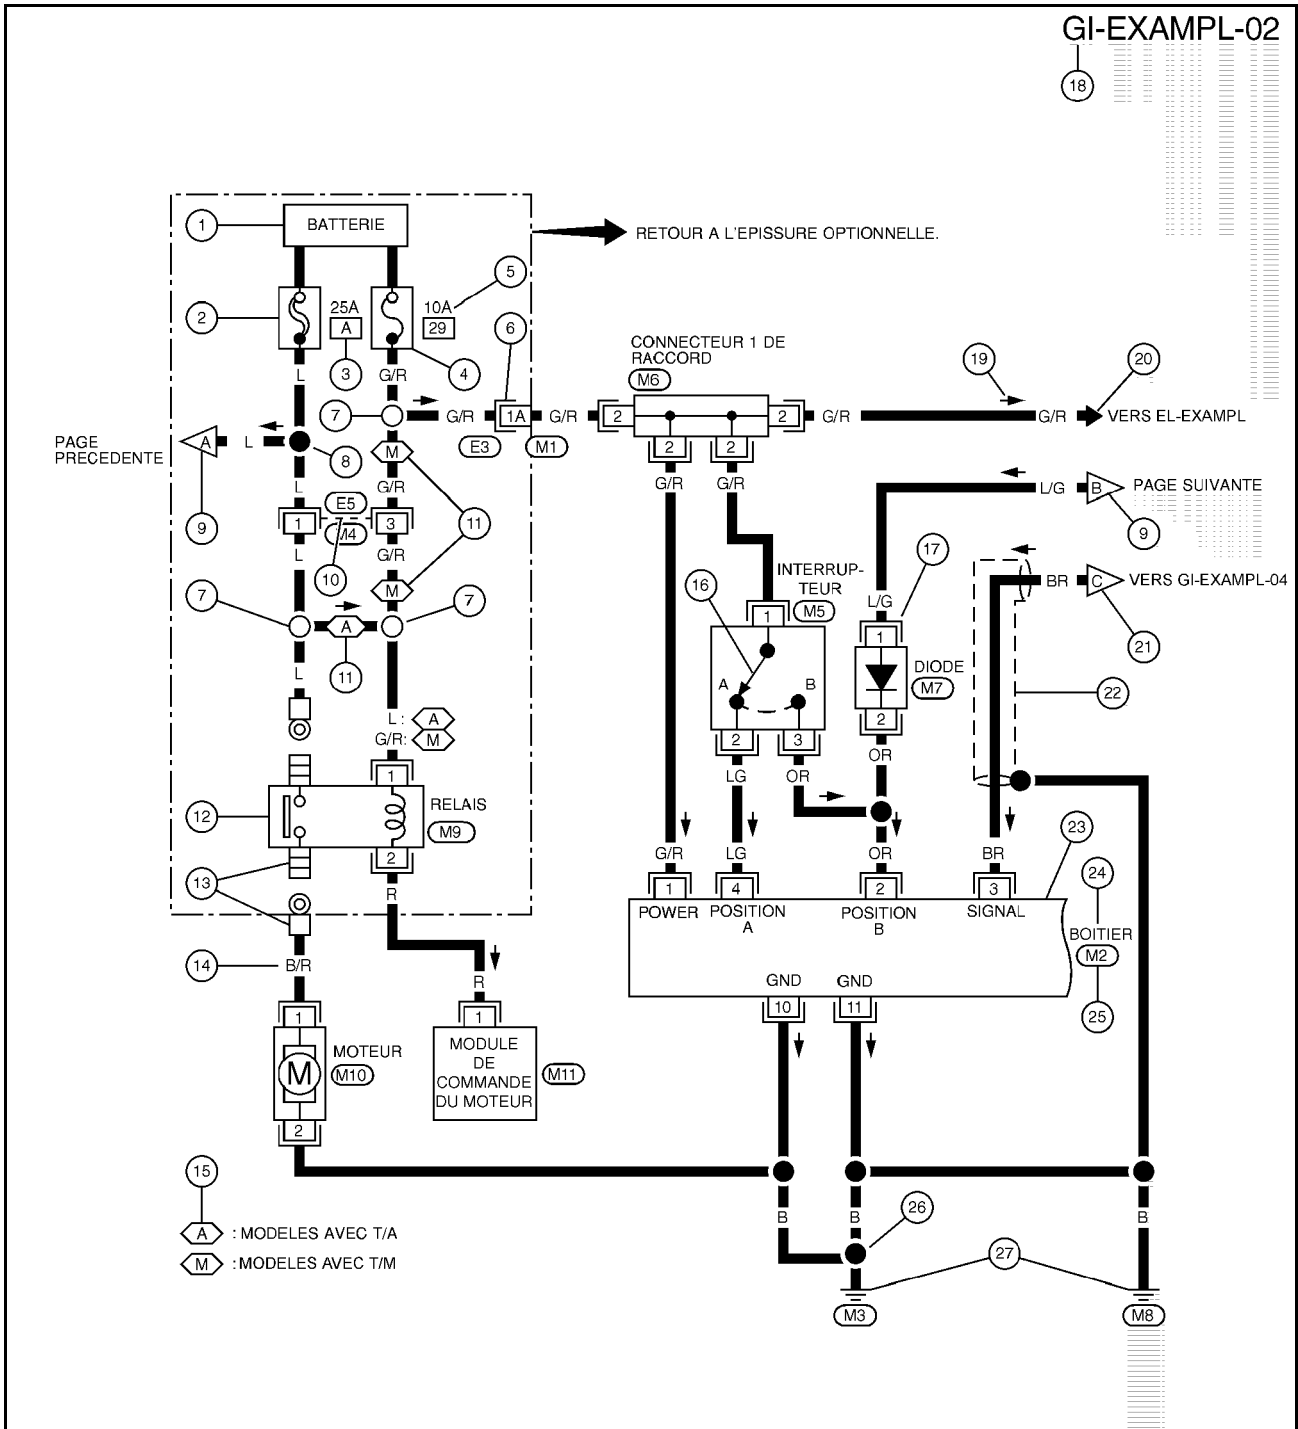 GI-EXAMPL-02
18
1
BATTERIE
RETOUR A L'EPISSURE OPTIONNELLE.
5
2
25A
A
10A
29
6
3
4
L
G/R
CONNECTEUR 1 DE
RACCORD
M6
19
20
7
G/R
1A
G/R
2
2
G/R
G/R
VERS EL-EXAMPL
PAGE
PRECEDENTE
A
L
8
M
E3
M1
2
2
L
G/R
G/R
G/R
L/G
B
PAGE SUIVANTE
9
1
E5
M4
3
11
9
L
G/R
10
17
INTERRUP-
TEUR
M5
16
BR
C
VERS GI-EXAMPL-04
M
7
7
A
L/G
1
1
21
11
L
A
B
DIODE
M7
22
L :
A
G/R:
M
2
3
2
1
LG
OR
OR
12
RELAIS
M9
23
2
G/R
LG
OR
BR
13
R
1
4
2
3
24
POWER
POSITION
A
POSITION
B
SIGNAL
BOITIER
M2
14
B/R
R
GND
GND
10
11
25
1
1
M
MOTEUR
M10
MODULE
DE
COMMANDE
DU MOTEUR
M11
2
15
B
B
B
26
A
: MODELES AVEC T/A
M
: MODELES AVEC T/M
27
M3
M8